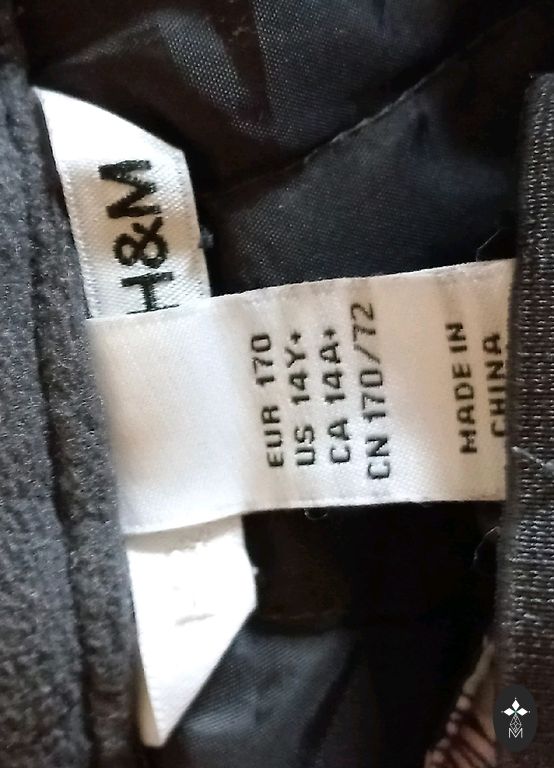 H&M
EUR 170
US 14Y+
CA 14A+
CN 170/72
MADE IN
CHINA
M